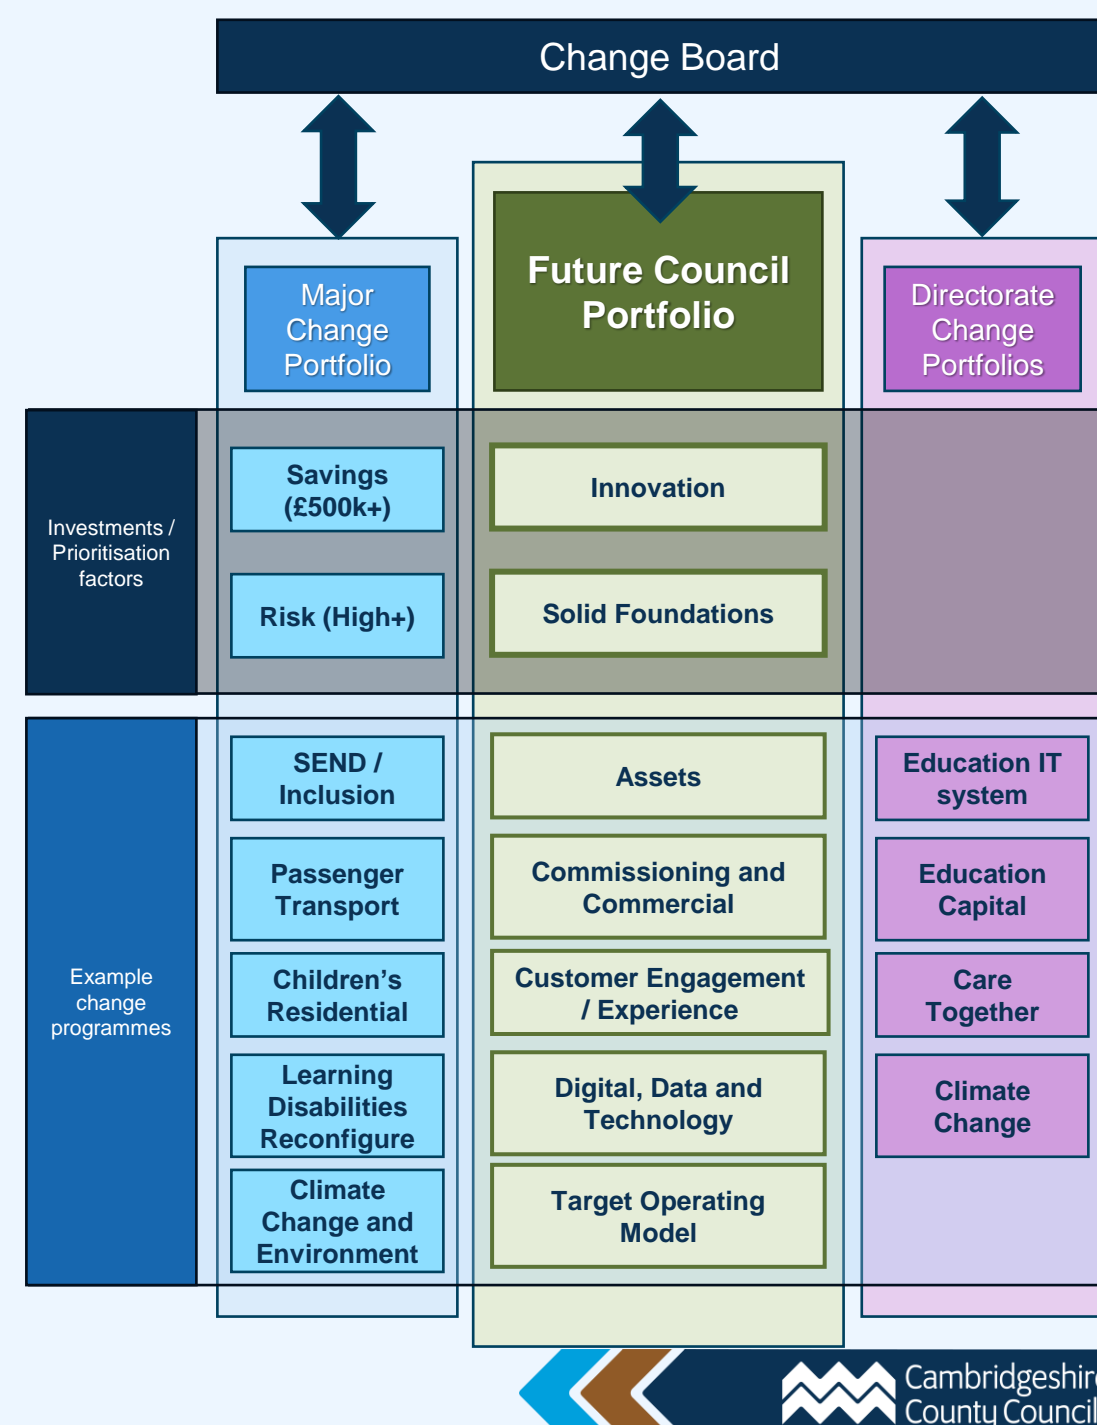 Change Board
Major
Change
Portfolio
Future Council
Portfolio
Directorate
Change
Portfolios
Investments /
Prioritisation
factors
Savings
(£500k+)
Innovation
Risk (High+)
Solid Foundations
Example
change
programmes
SEND /
Inclusion
Assets
Education IT
system
Passenger
Transport
Commissioning and
Commercial
Education
Capital
Children’s
Residential
Customer Engagement
/ Experience
Care
Together
Learning
Disabilities
Reconfigure
Digital, Data and
Technology
Climate
Change
Climate
Change and
Environment
Target Operating
Model
Cambridgeshire
County Council